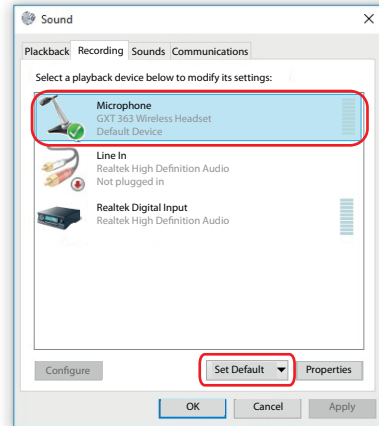 Sound
Plackback Recording Sounds Communications
Select a playback device below to modify its settings:
Microphone
GXT 363 Wireless Headset
Default Device
Line In
Realtek High Definition Audio
Not plugged in
Realtek Digital Input
Realtek High Definition Audio
Configure Set Default Properties
OK Cancel Apply